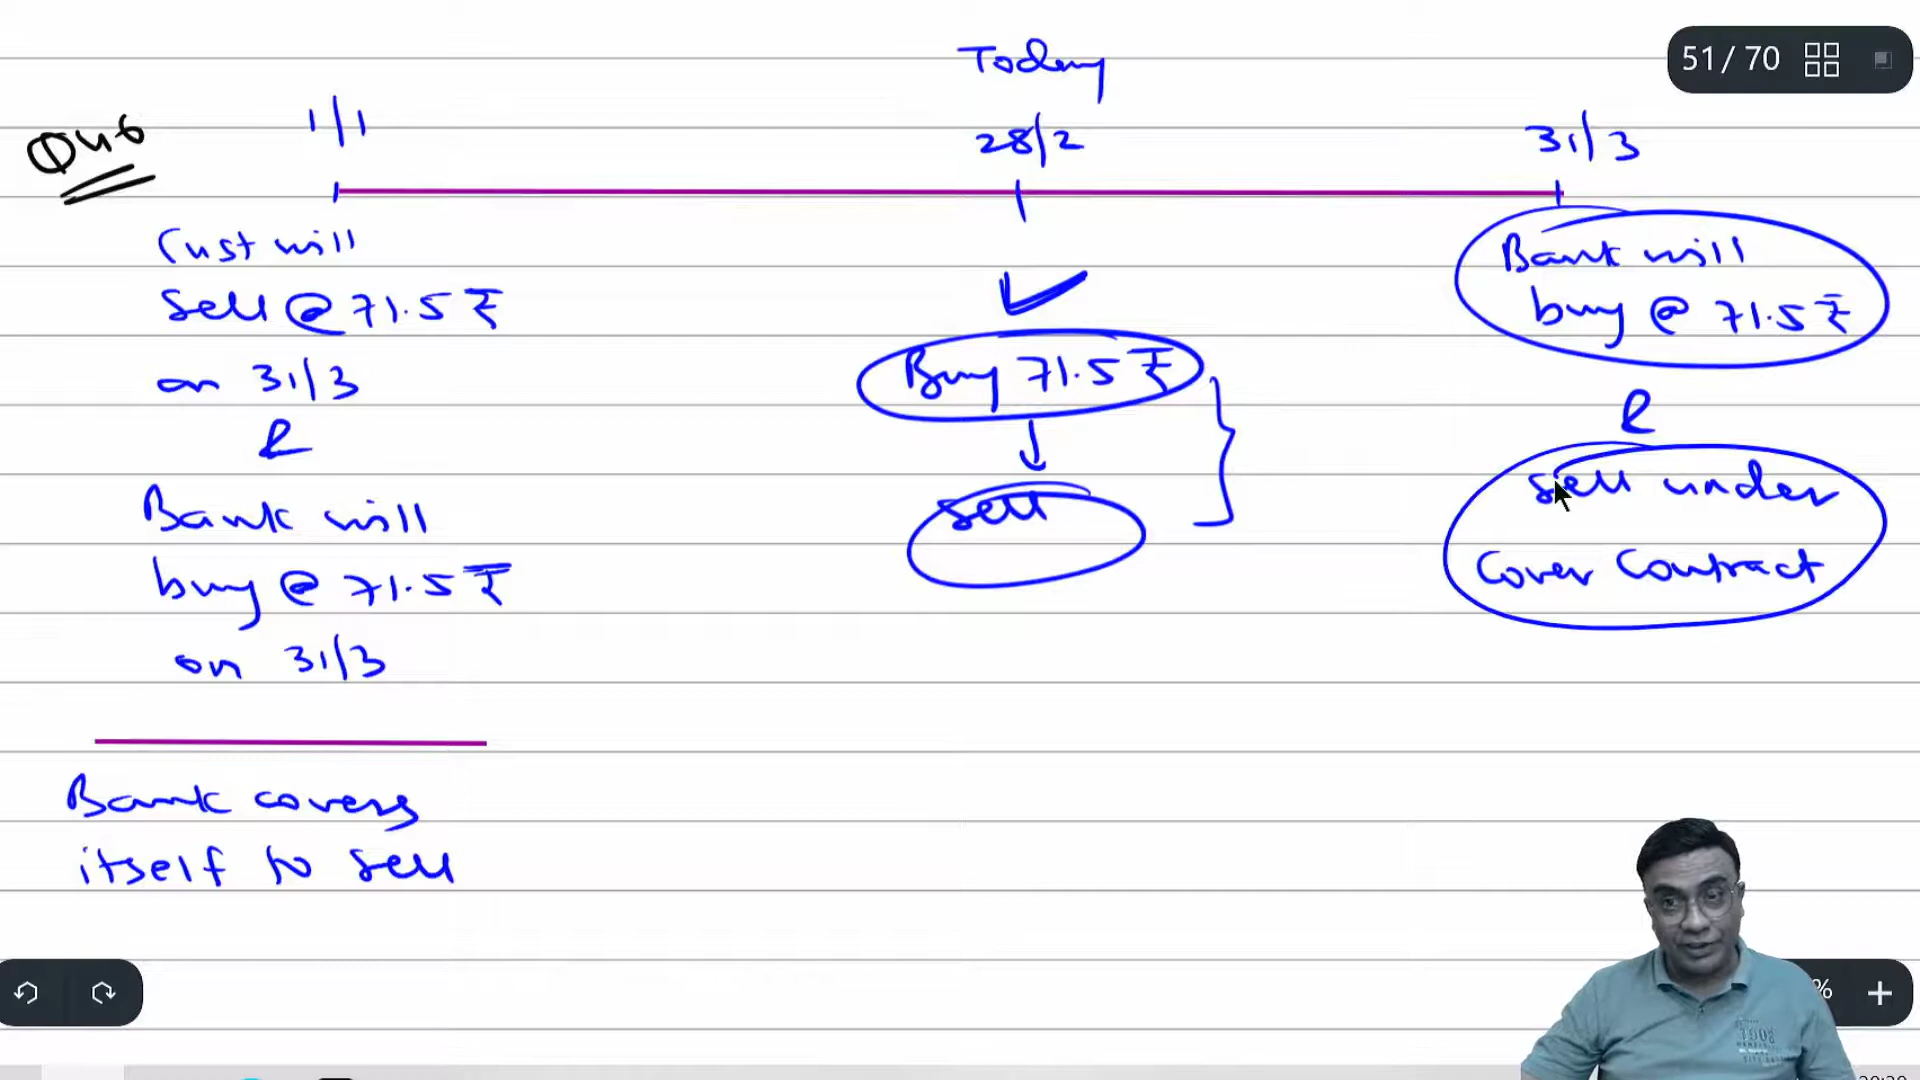 51 / 70
Today
Q46
1/1
28/2
31/3
Cust will
sell @ 71.5 ₹
on 31/3
&
Bank will
buy @ 71.5 ₹
on 31/3
Bank covers
itself to sell
Buy 71.5 ₹
sell
Bank will
buy @ 71.5 ₹
&
sell under
Cover Contract
%